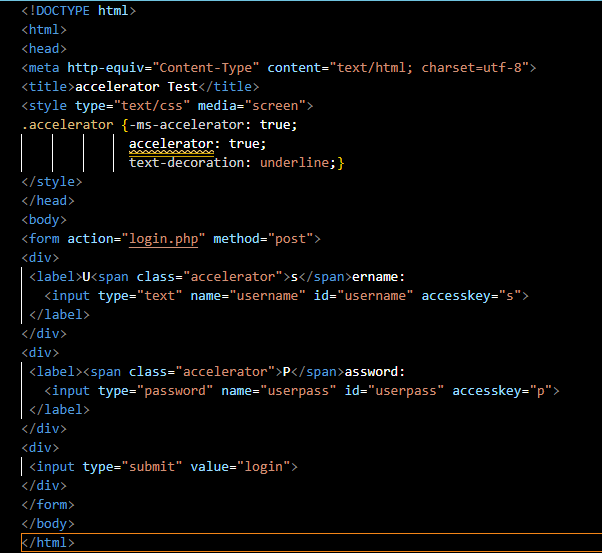 <!DOCTYPE html>
<html>
<head>
<meta http-equiv="Content-Type" content="text/html; charset=utf-8">
<title>accelerator Test</title>
<style type="text/css" media="screen">
.accelerator {-ms-accelerator: true;
              accelerator: true;
              text-decoration: underline;}
</style>
</head>
<body>
<form action="login.php" method="post">
<div>
 <label>U<span class="accelerator">s</span>ername:
   <input type="text" name="username" id="username" accesskey="s">
 </label>
</div>
<div>
 <label><span class="accelerator">P</span>assword:
   <input type="password" name="userpass" id="userpass" accesskey="p">
 </label>
</div>
<div>
 <input type="submit" value="login">
</div>
</form>
</body>
</html>